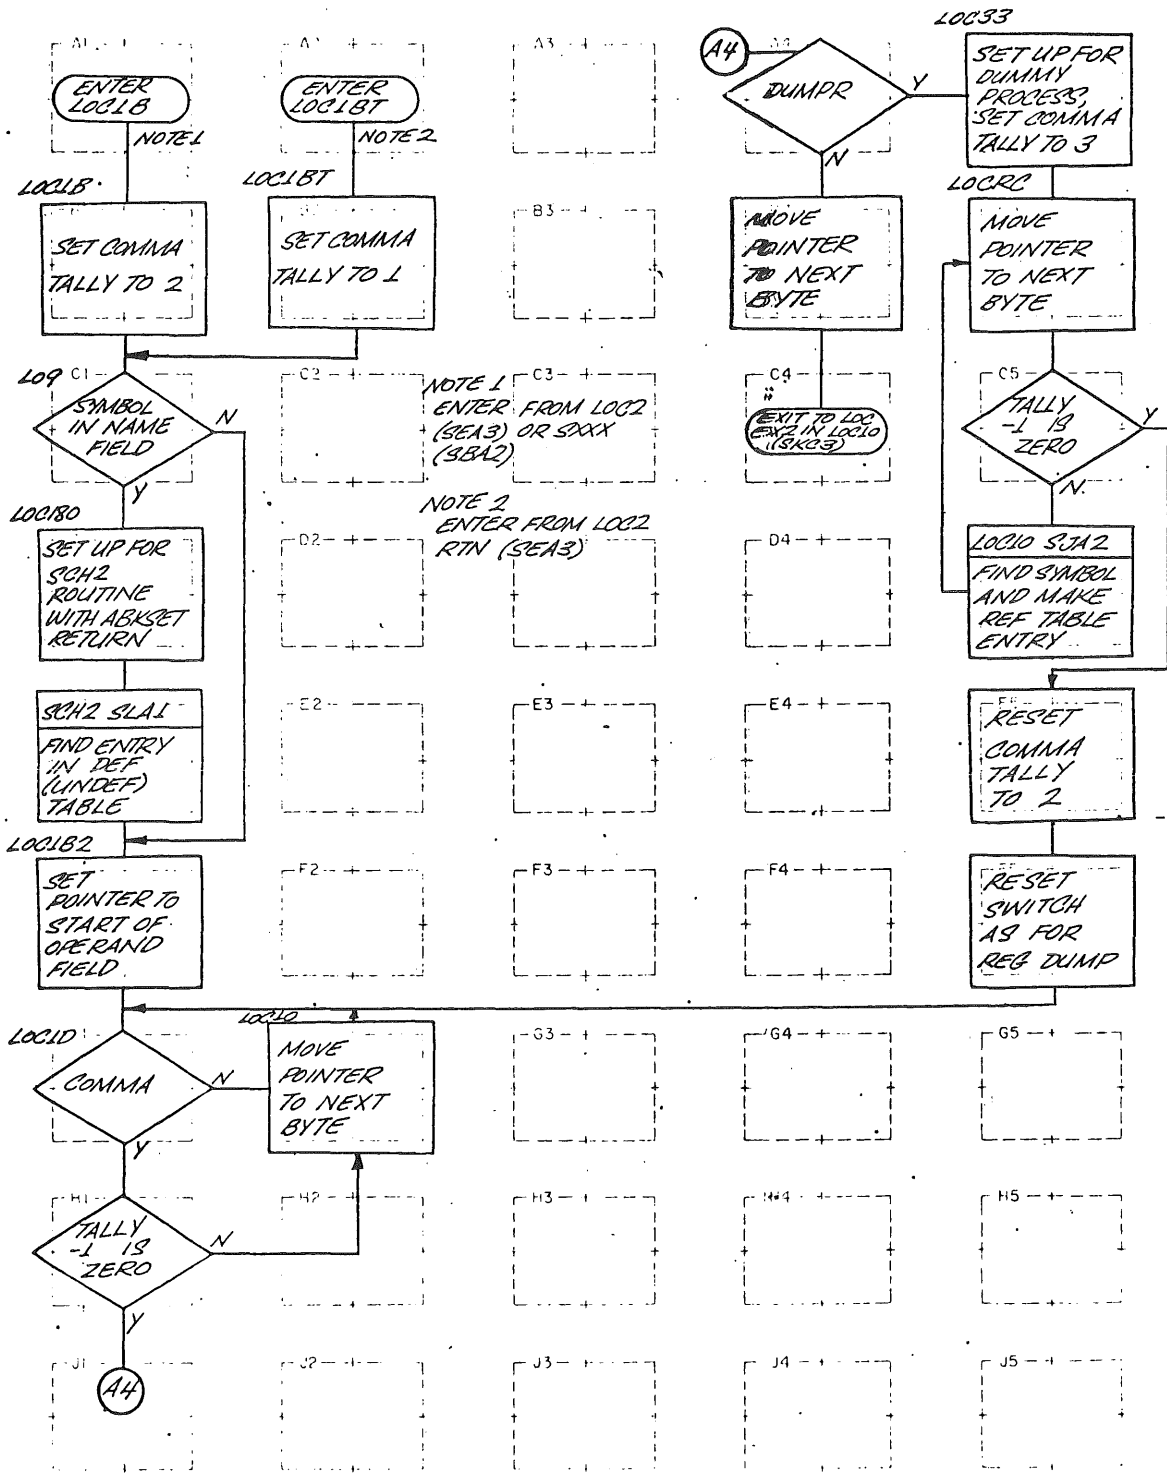 LOC33
A1
A3
A4
ENTER
LOC1B
ENTER
LOC1BT
DUMPR
Y
SET UP FOR
DUMMY
PROCESS,
SET COMMA
TALLY TO 3
NOTE 1
NOTE 2
N
LOC1B
LOC1BT
LOCRC
SET COMMA
TALLY TO 2
SET COMMA
TALLY TO 1
B3
MOVE
POINTER
TO NEXT
BYTE
MOVE
POINTER
TO NEXT
BYTE
LO9
C1
C2
C3
C4
C5
SYMBOL
IN NAME
FIELD
N
Y
NOTE 1
ENTER FROM LOC2
(SEA3) OR SXXX
(SBA2)
EXIT TO LOC
EX2 IN LOC10
(SKC3)
TALLY
-1 IS
ZERO
Y
N
NOTE 2
ENTER FROM LOC2
RTN (SEA3)
LOC180
D2
D4
SET UP FOR
SCH2
ROUTINE
WITH ABKSET
RETURN
LOC10 SJA2
FIND SYMBOL
AND MAKE
REF TABLE
ENTRY
SCH2 SLA1
FIND ENTRY
IN DEF
(UNDEF)
TABLE
E2
E3
E4
RESET
COMMA
TALLY
TO 2
LOC1B2
SET
POINTER TO
START OF
OPERAND
FIELD
F2
F3
F4
RESET
SWITCH
AS FOR
REG DUMP
LOC1D
LOC10
COMMA
N
Y
MOVE
POINTER
TO NEXT
BYTE
G3
G4
G5
H1
H2
H3
H4
H5
TALLY
-1 IS
ZERO
N
Y
J1
J2
J3
J4
J5
A4